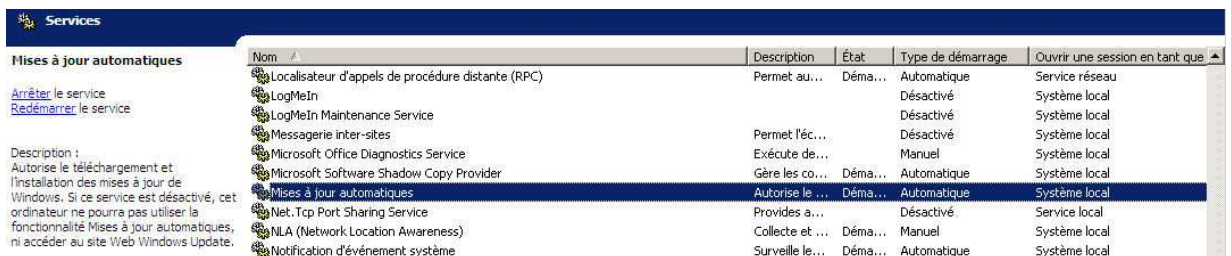 Services
Mises à jour automatiques
Arrêter le service
Redémarrer le service
Description :
Autorise le téléchargement et
l'installation des mises à jour de
Windows. Si ce service est désactivé, cet
ordinateur ne pourra pas utiliser la
fonctionnalité Mises à jour automatiques,
ni accéder au site Web Windows Update.
Nom Description État Type de démarrage Ouvrir une session en tant que
Localisateur d'appels de procédure distante (RPC) Permet au... Déma... Automatique Service réseau
LogMeIn Désactivé Système local
LogMeIn Maintenance Service Désactivé Système local
Messagerie inter-sites Permet l'éc... Désactivé Système local
Microsoft Office Diagnostics Service Exécute de... Manuel Système local
Microsoft Software Shadow Copy Provider Gère les co... Déma... Automatique Système local
Mises à jour automatiques Autorise le ... Déma... Automatique Système local
Net.Tcp Port Sharing Service Provides a... Désactivé Service local
NLA (Network Location Awareness) Collecte et ... Déma... Manuel Système local
Notification d'événement système Surveille le... Déma... Automatique Système local